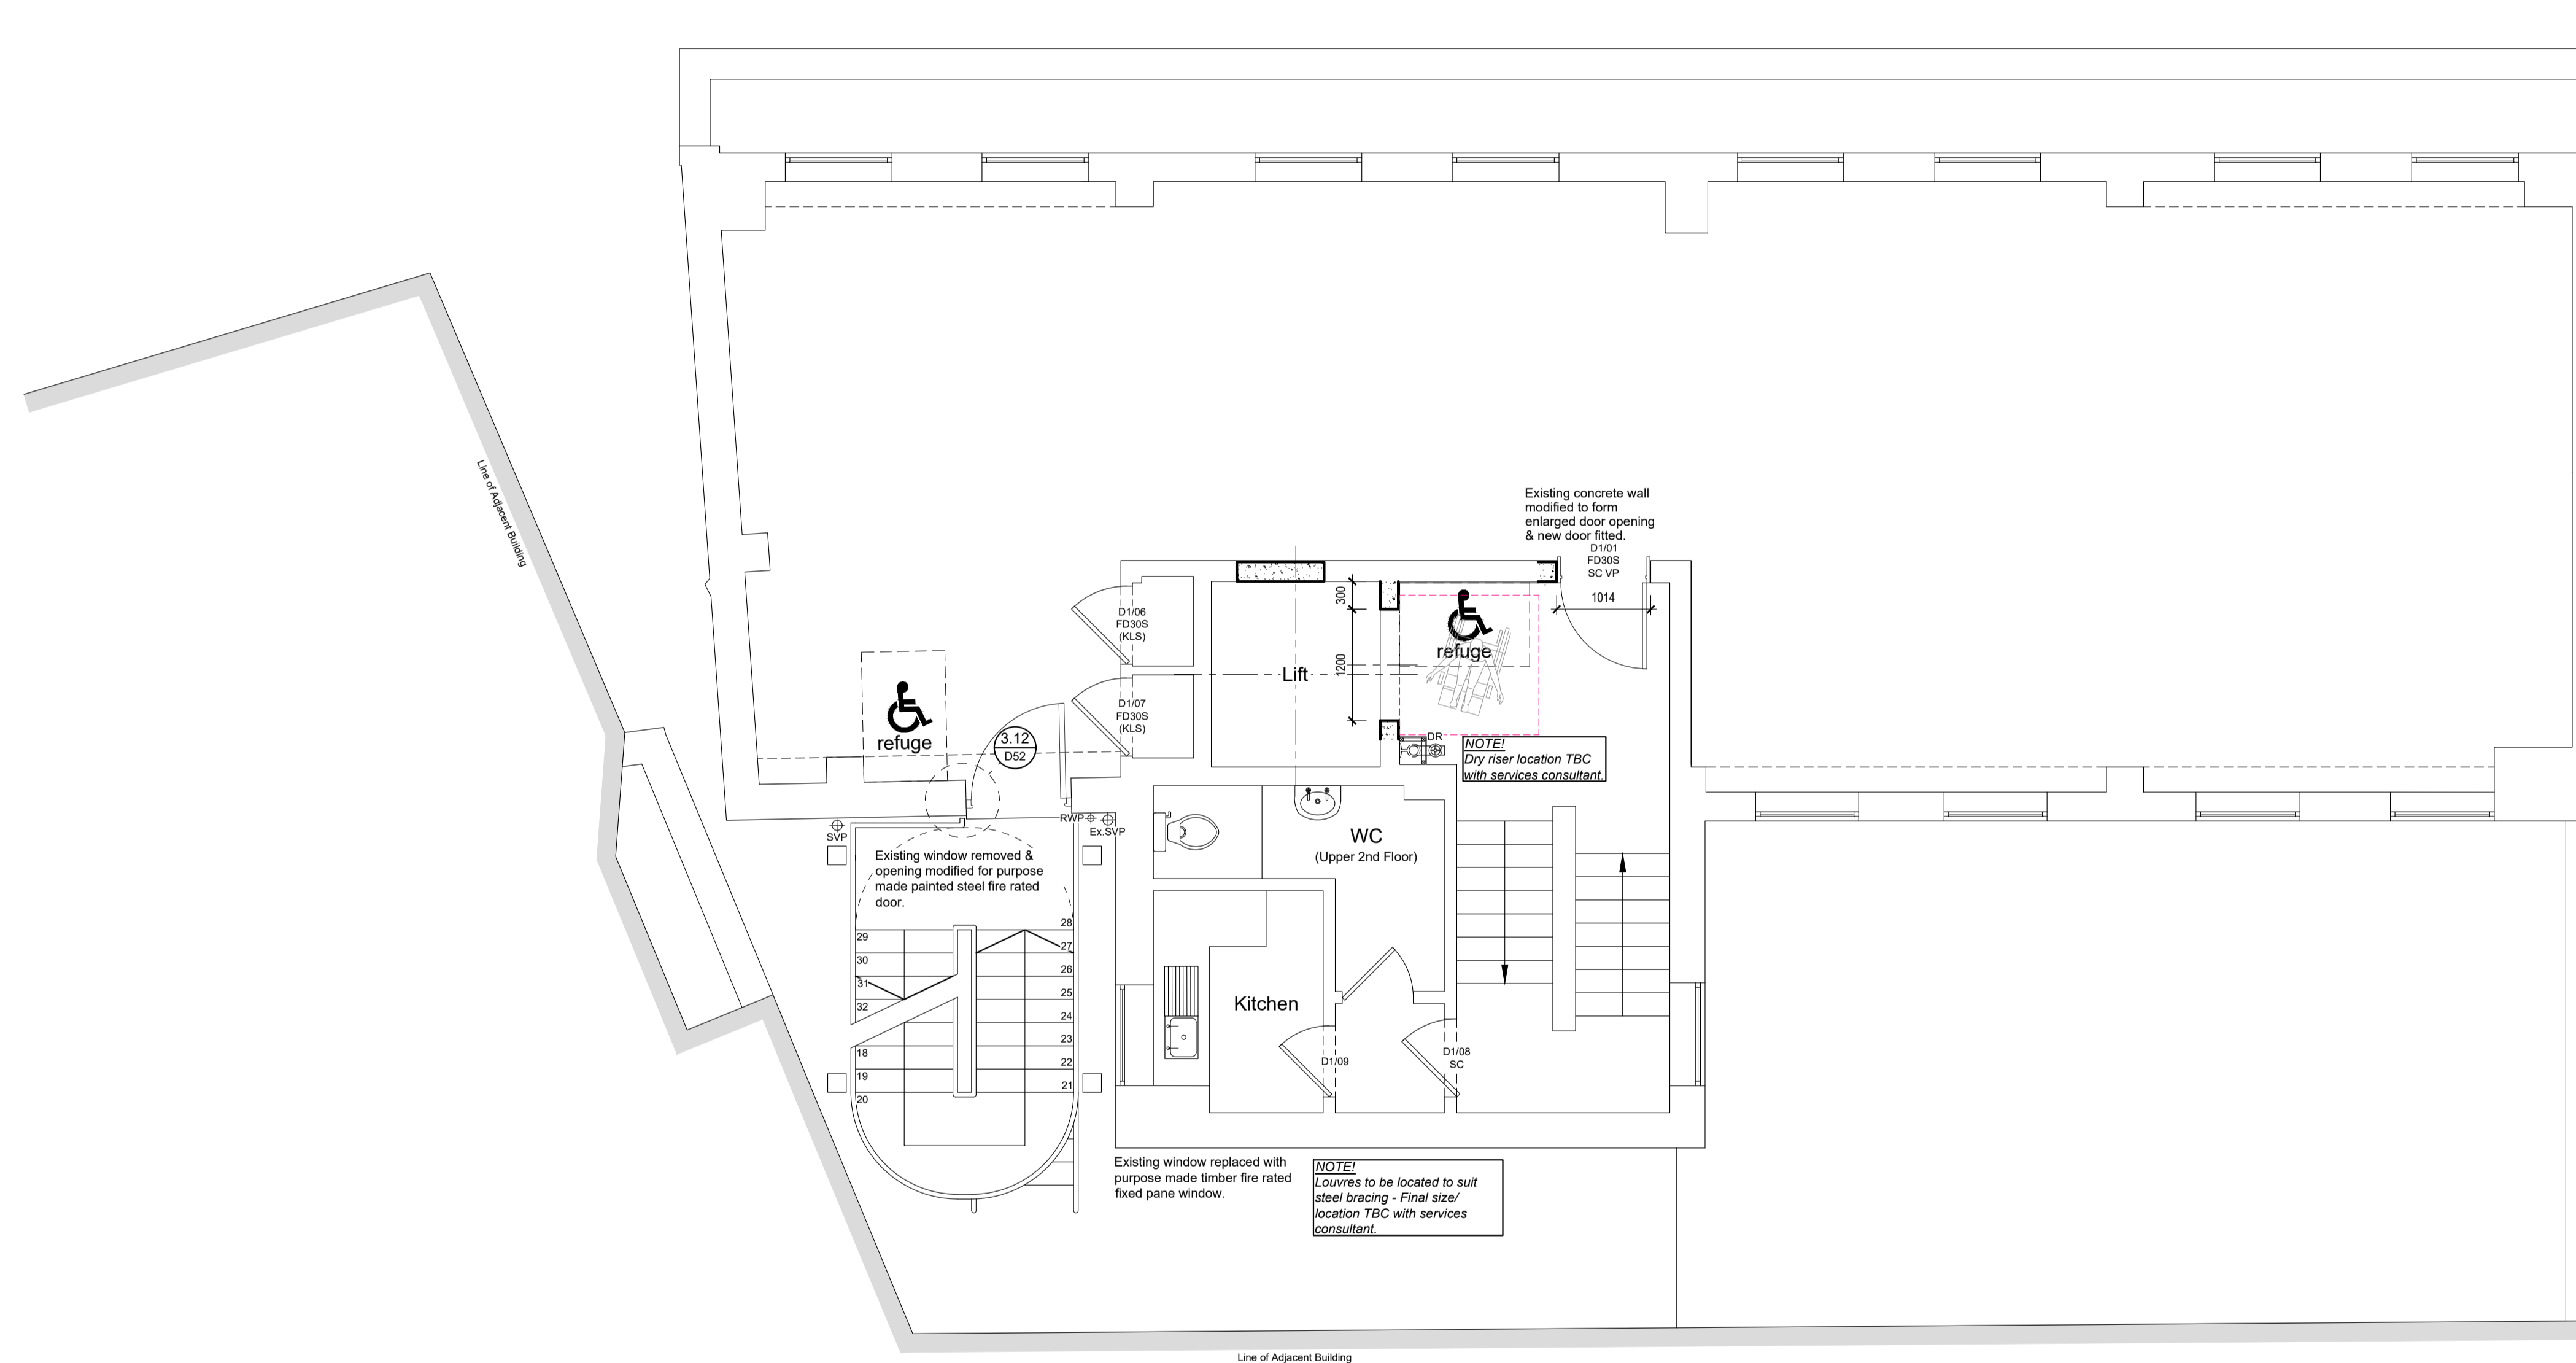 Line of Adjacent Building
Existing concrete wall
modified to form
enlarged door opening
& new door fitted.
D1/01
FD30S
SC VP
1014
300
1200
D1/06
FD30S
(KLS)
D1/07
FD30S
(KLS)
Lift
refuge
refuge
3.12
D52
DR
NOTE!
Dry riser location TBC
with services consultant.
SVP
RWP
Ex.SVP
WC
(Upper 2nd Floor)
Existing window removed &
opening modified for purpose
made painted steel fire rated
door.
28
29
27
30
26
31
25
32
24
23
18
22
19
21
20
Kitchen
D1/09
D1/08
SC
Existing window replaced with
purpose made timber fire rated
fixed pane window.
NOTE!
Louvres to be located to suit
steel bracing - Final size/
location TBC with services
consultant.
Line of Adjacent Building